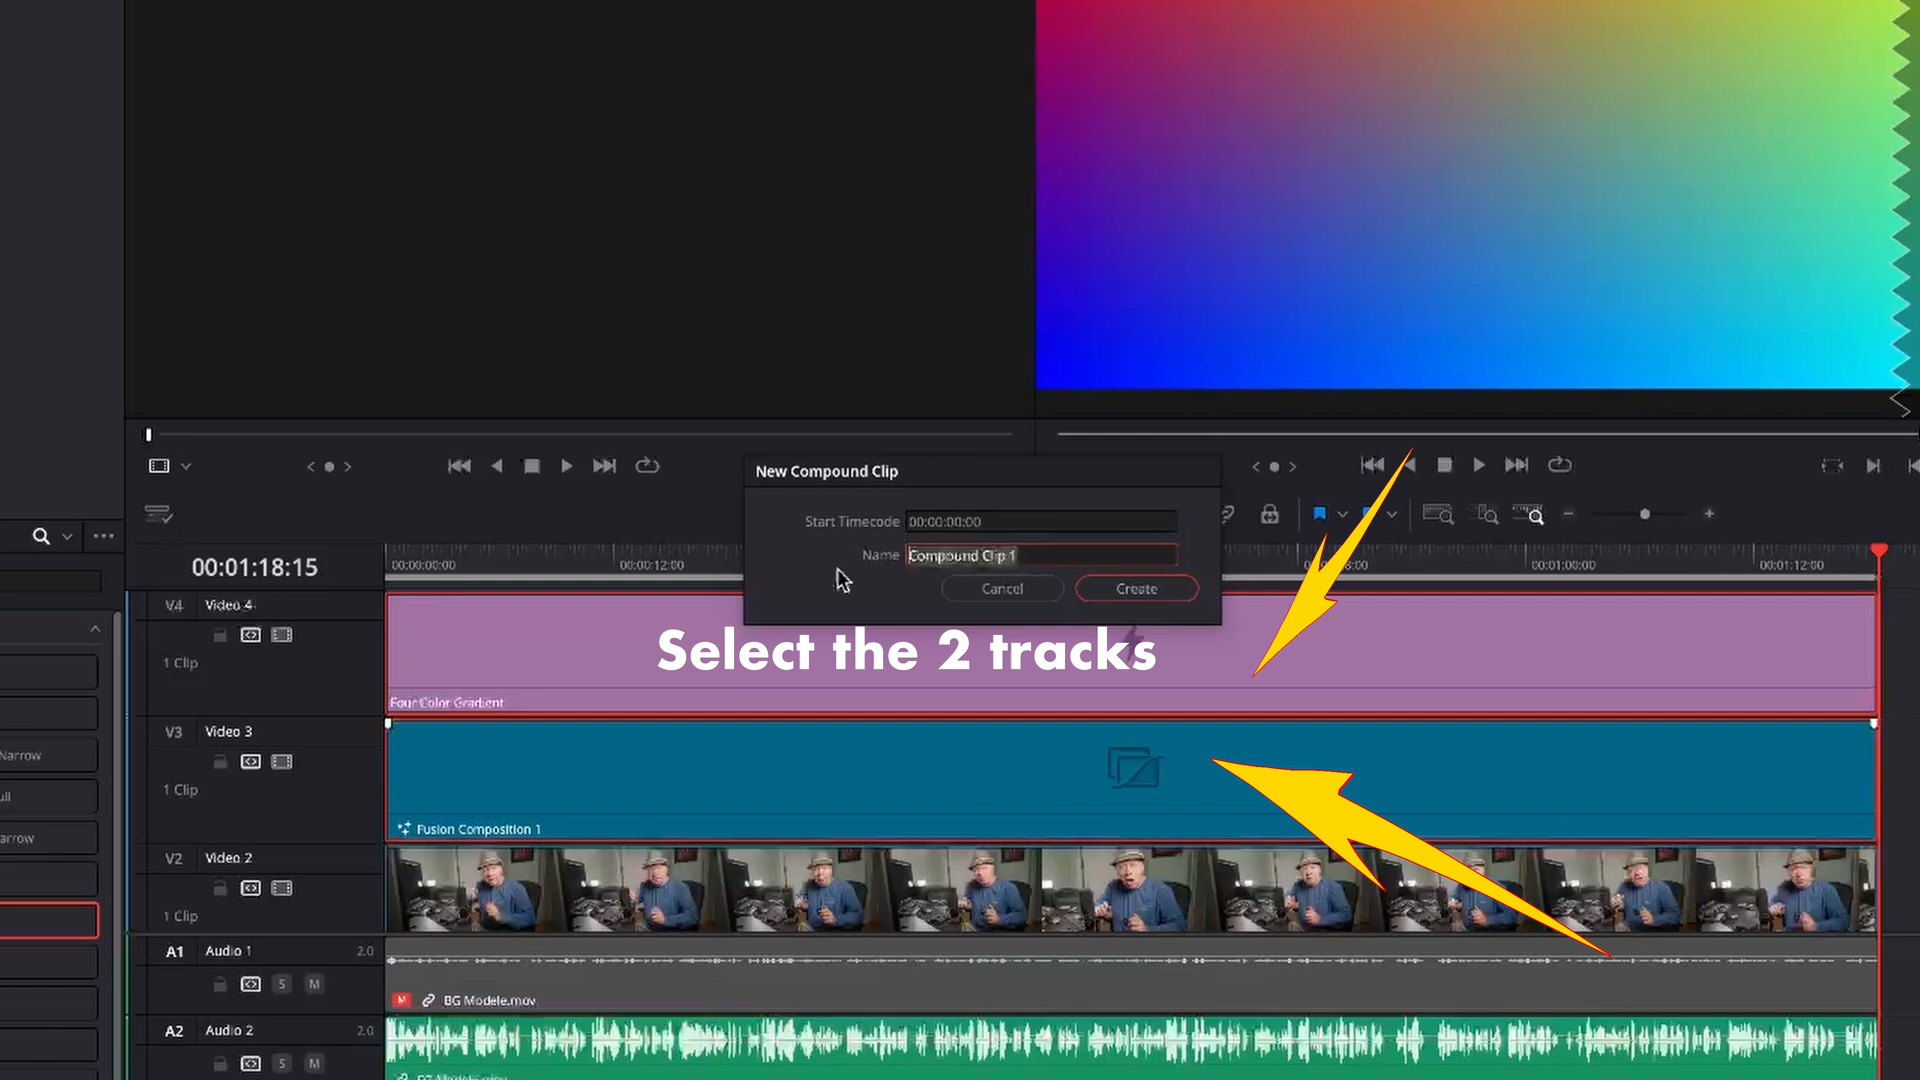 New Compound Clip
Start Timecode 00:00:00:00
Name Compound Clip 1
Cancel Create
00:01:18:15
00:00:00:00 00:00:12:00 00:01:00:00 00:01:12:00
V4 Video 4
1 Clip
Select the 2 tracks
Four Color Gradient
V3 Video 3
1 Clip
Narrow
Fusion Composition 1
V2 Video 2
1 Clip
A1 Audio 1 2.0
S M
M BG Modele.mov
A2 Audio 2 2.0
S M